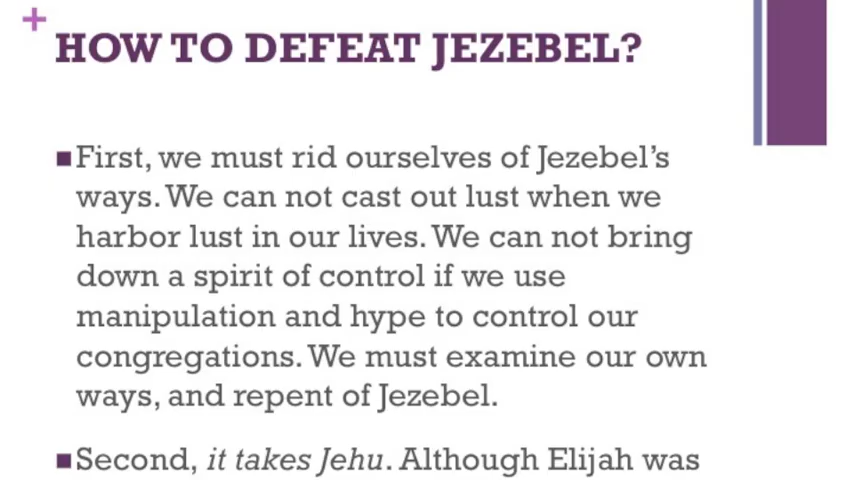 +
HOW TO DEFEAT JEZEBEL?
■First, we must rid ourselves of Jezebel’s
ways. We can not cast out lust when we
harbor lust in our lives. We can not bring
down a spirit of control if we use
manipulation and hype to control our
congregations. We must examine our own
ways, and repent of Jezebel.
■Second, it takes Jehu. Although Elijah was